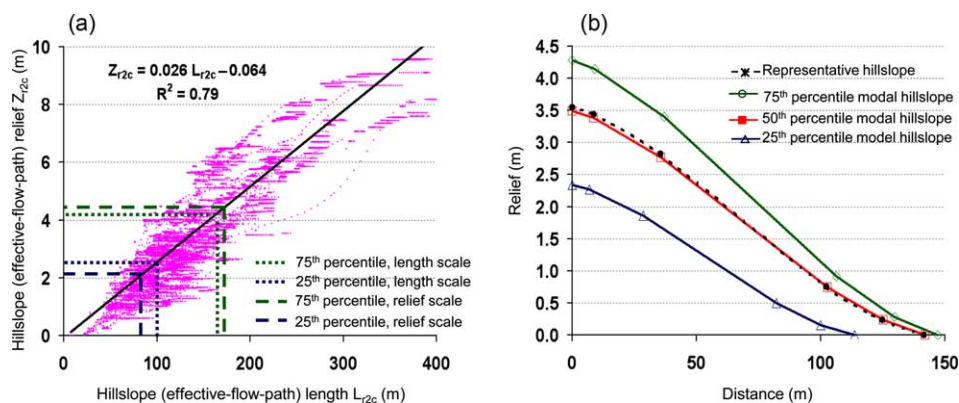 (a)
Hillslope (effective-flow-path) relief Z_r2c (m)
10
8
6
4
2
0
Z_r2c = 0.026 L_r2c – 0.064
R² = 0.79
75th percentile, length scale
25th percentile, length scale
75th percentile, relief scale
25th percentile, relief scale
0 100 200 300 400
Hillslope (effective-flow-path) length L_r2c (m)
(b)
Relief (m)
4.5
4.0
3.5
3.0
2.5
2.0
1.5
1.0
0.5
0.0
Representative hillslope
75th percentile modal hillslope
50th percentile modal hillslope
25th percentile model hillslope
0 50 100 150
Distance (m)